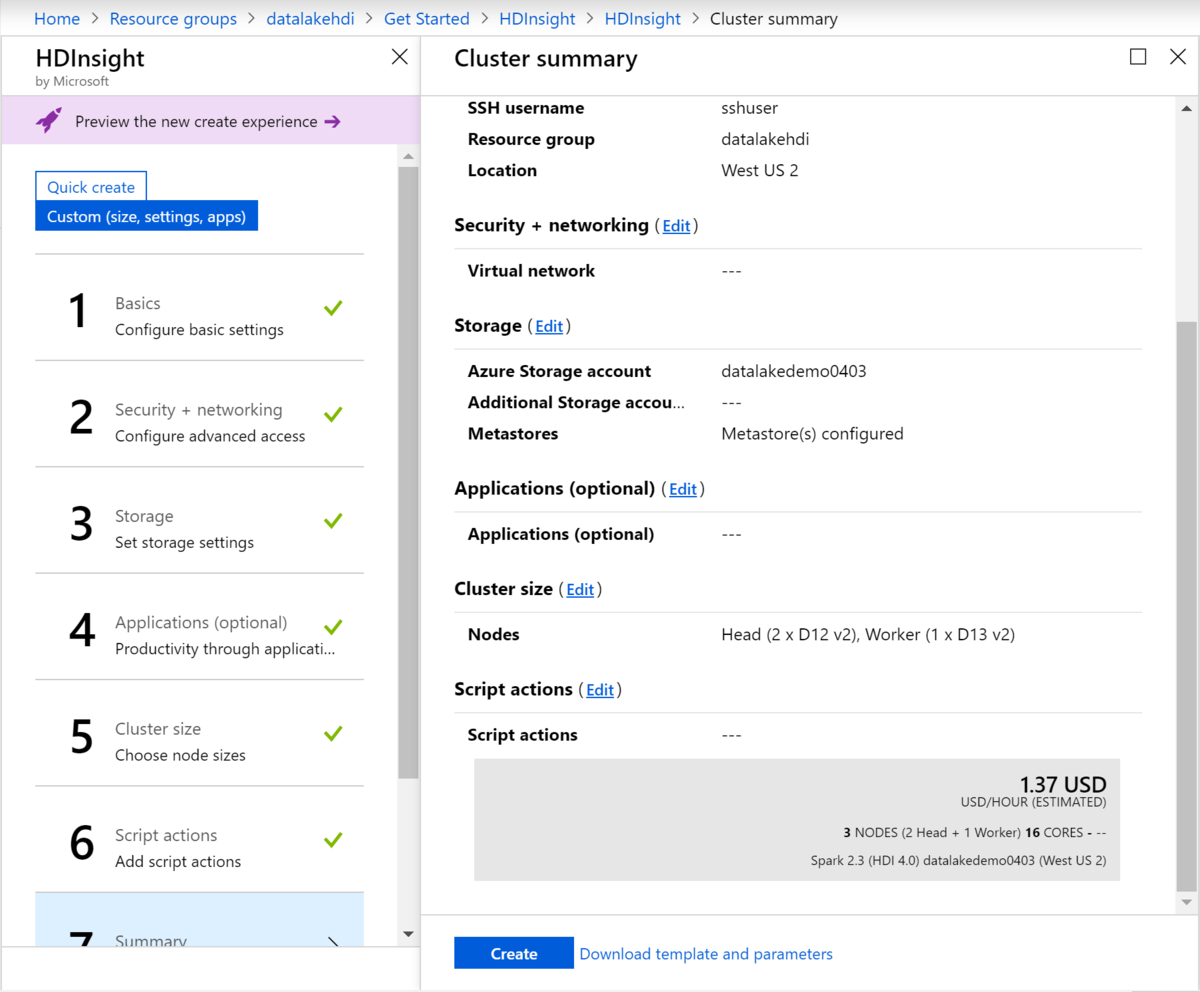 Home > Resource groups > datalakehdi > Get Started > HDInsight > HDInsight > Cluster summary
HDInsight
by Microsoft
Preview the new create experience →
Quick create
Custom (size, settings, apps)
1 Basics
Configure basic settings
2 Security + networking
Configure advanced access
3 Storage
Set storage settings
4 Applications (optional)
Productivity through applicati...
5 Cluster size
Choose node sizes
6 Script actions
Add script actions
7 Summary
Cluster summary
SSH username sshuser
Resource group datalakehdi
Location West US 2
Security + networking (Edit)
Virtual network ---
Storage (Edit)
Azure Storage account datalakedemo0403
Additional Storage accou... ---
Metastores Metastore(s) configured
Applications (optional) (Edit)
Applications (optional) ---
Cluster size (Edit)
Nodes Head (2 x D12 v2), Worker (1 x D13 v2)
Script actions (Edit)
Script actions ---
1.37 USD
USD/HOUR (ESTIMATED)
3 NODES (2 Head + 1 Worker) 16 CORES - --
Spark 2.3 (HDI 4.0) datalakedemo0403 (West US 2)
Create Download template and parameters